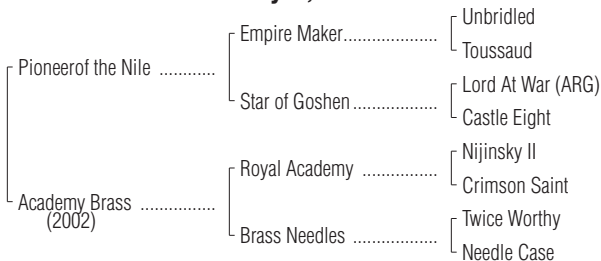 Unbridled
Empire Maker....................
Toussaud
Pioneerof the Nile ............
Lord At War (ARG)
Star of Goshen..................
Castle Eight
Nijinsky II
Royal Academy ................
Crimson Saint
Academy Brass ................
(2002)
Twice Worthy
Brass Needles ..................
Needle Case